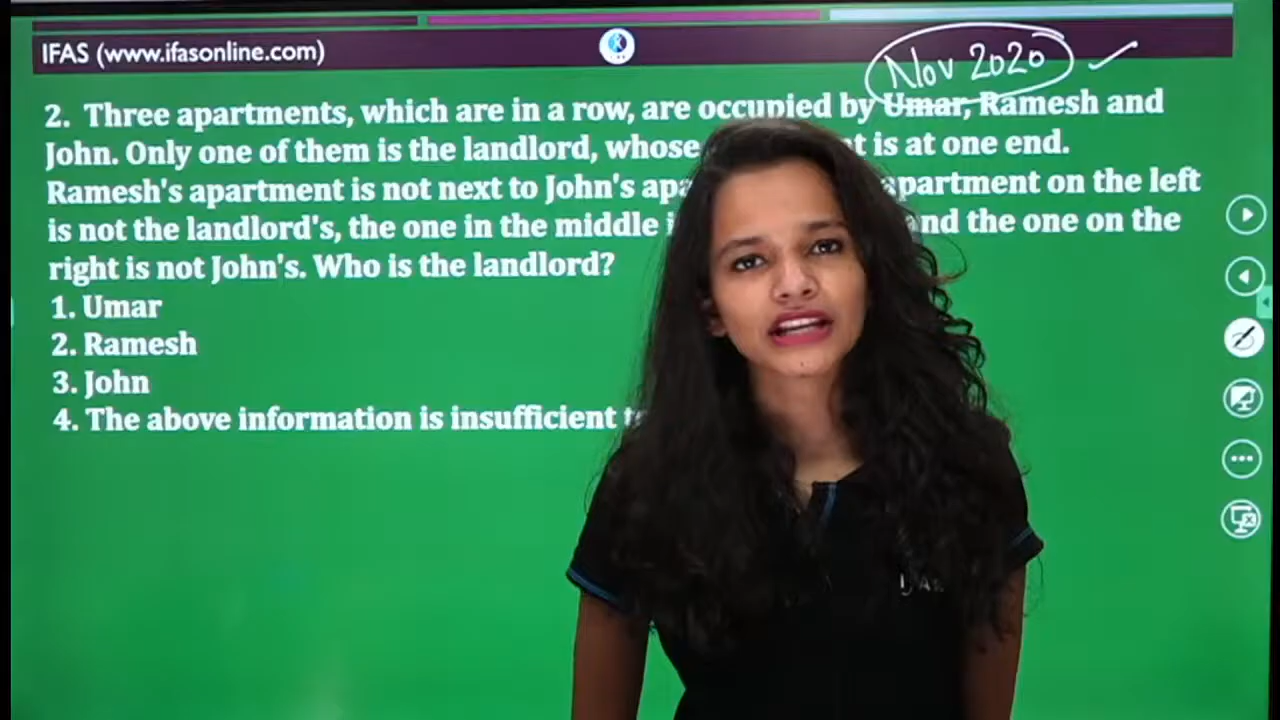 IFAS (www.ifasonline.com)
Nov 2020
2. Three apartments, which are in a row, are occupied by Umar, Ramesh and
John. Only one of them is the landlord, whose is at one end.
Ramesh's apartment is not next to John's apartment on the left
is not the landlord's, the one in the middle and the one on the
right is not John's. Who is the landlord?
1. Umar
2. Ramesh
3. John
4. The above information is insufficient